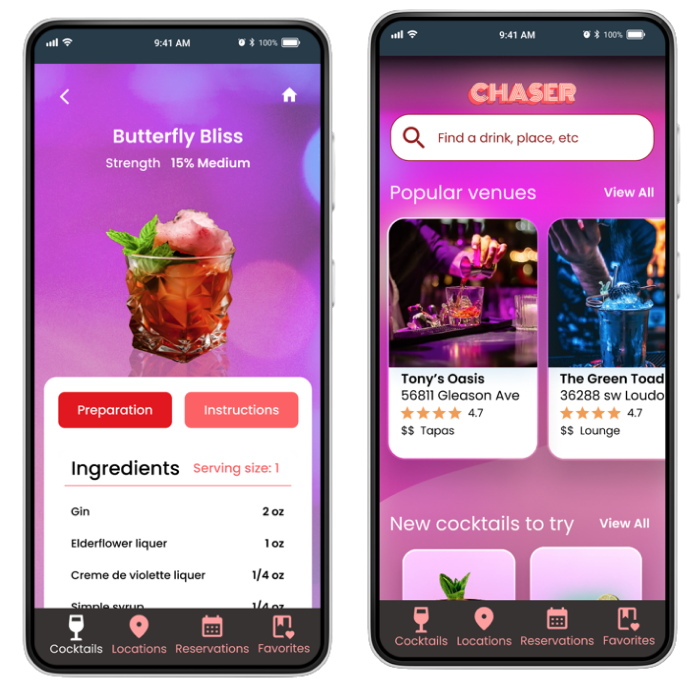 9:41 AM
100%
Butterfly Bliss
Strength 15% Medium
Preparation
Instructions
Ingredients Serving size: 1
Gin 2 oz
Elderflower liquer 1 oz
Creme de violette liquer 1/4 oz
Simple syrup 1/4 oz
Cocktails Locations Reservations Favorites
9:41 AM
100%
CHASER
Find a drink, place, etc
Popular venues View All
Tony's Oasis
56811 Gleason Ave
4.7
$$ Tapas
The Green Toad
36288 sw Loudo
4.7
$$ Lounge
New cocktails to try View All
Cocktails Locations Reservations Favorites